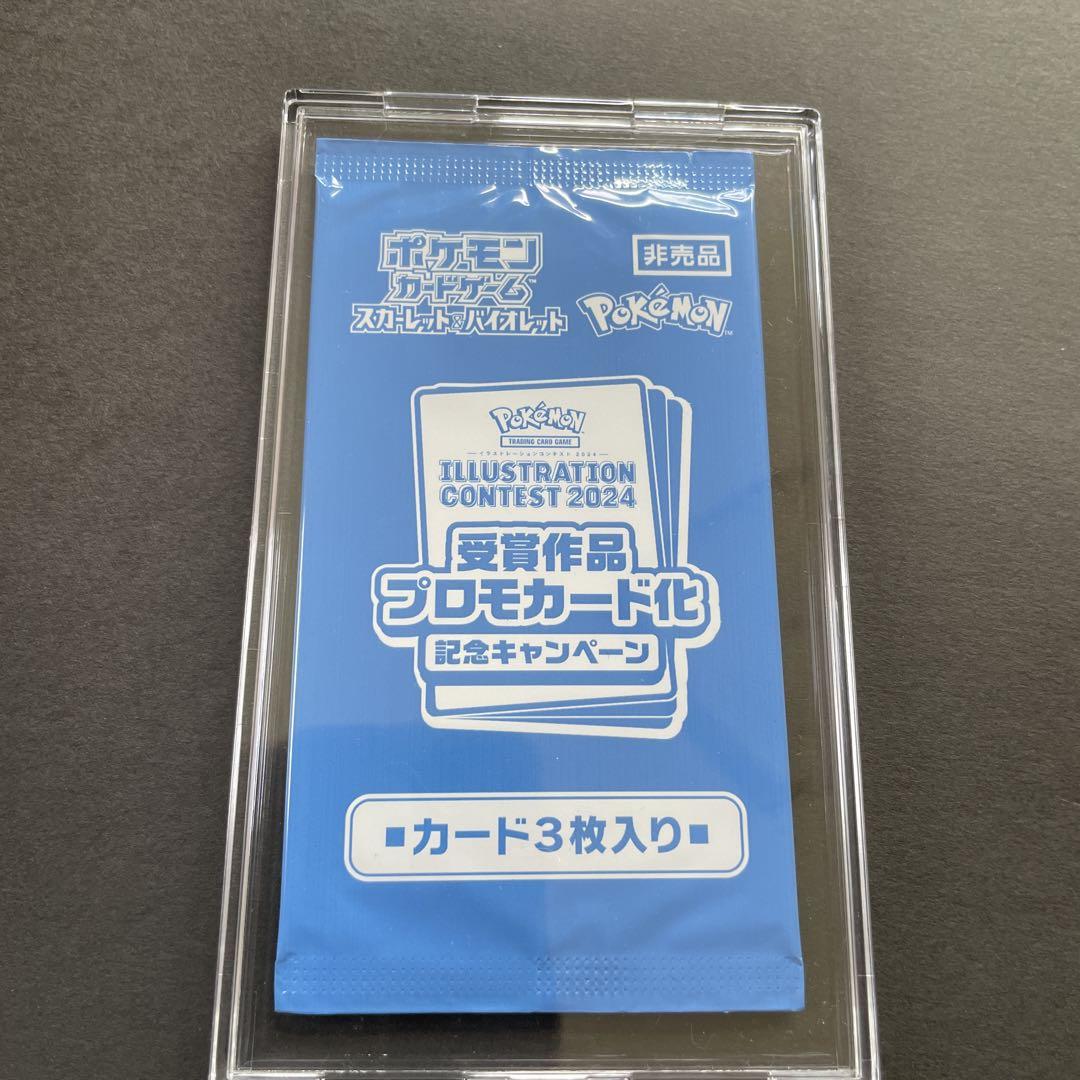 ポケモン
カードゲーム™
スカーレット&バイオレット
非売品
POKéMON™
POKéMON
TRADING CARD GAME
イラストレーションコンテスト 2024
ILLUSTRATION
CONTEST 2024
受賞作品
プロモカード化
記念キャンペーン
■カード3枚入り■